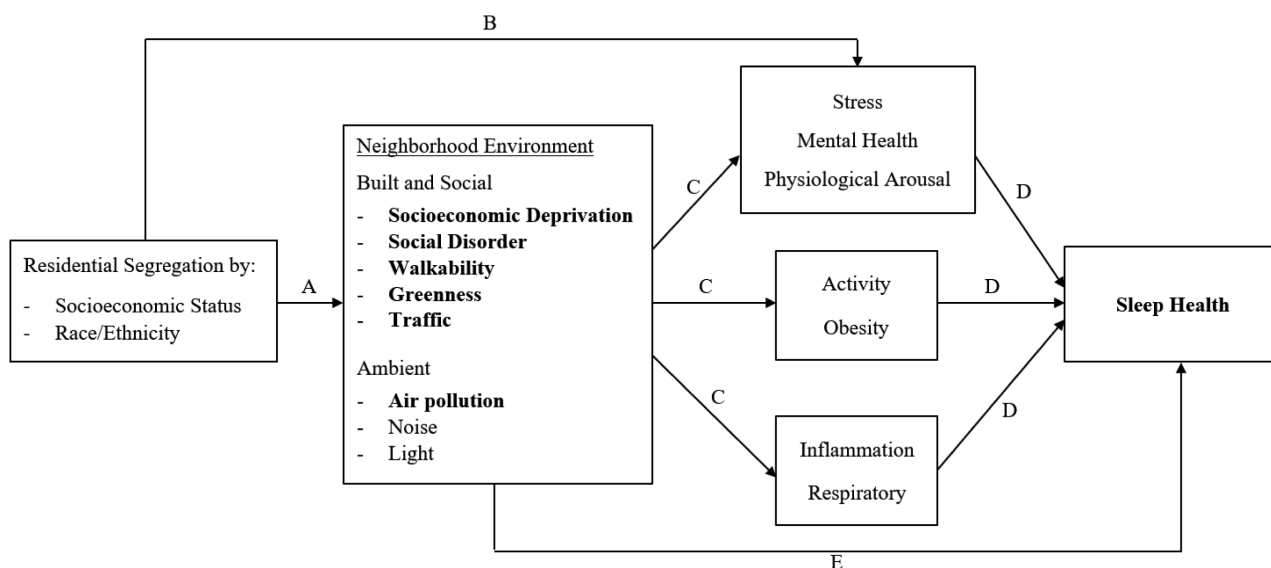 B
Residential Segregation by:
- Socioeconomic Status
- Race/Ethnicity
A
Neighborhood Environment
Built and Social
- Socioeconomic Deprivation
- Social Disorder
- Walkability
- Greenness
- Traffic
Ambient
- Air pollution
- Noise
- Light
C
C
C
Stress
Mental Health
Physiological Arousal
Activity
Obesity
Inflammation
Respiratory
D
D
D
Sleep Health
E